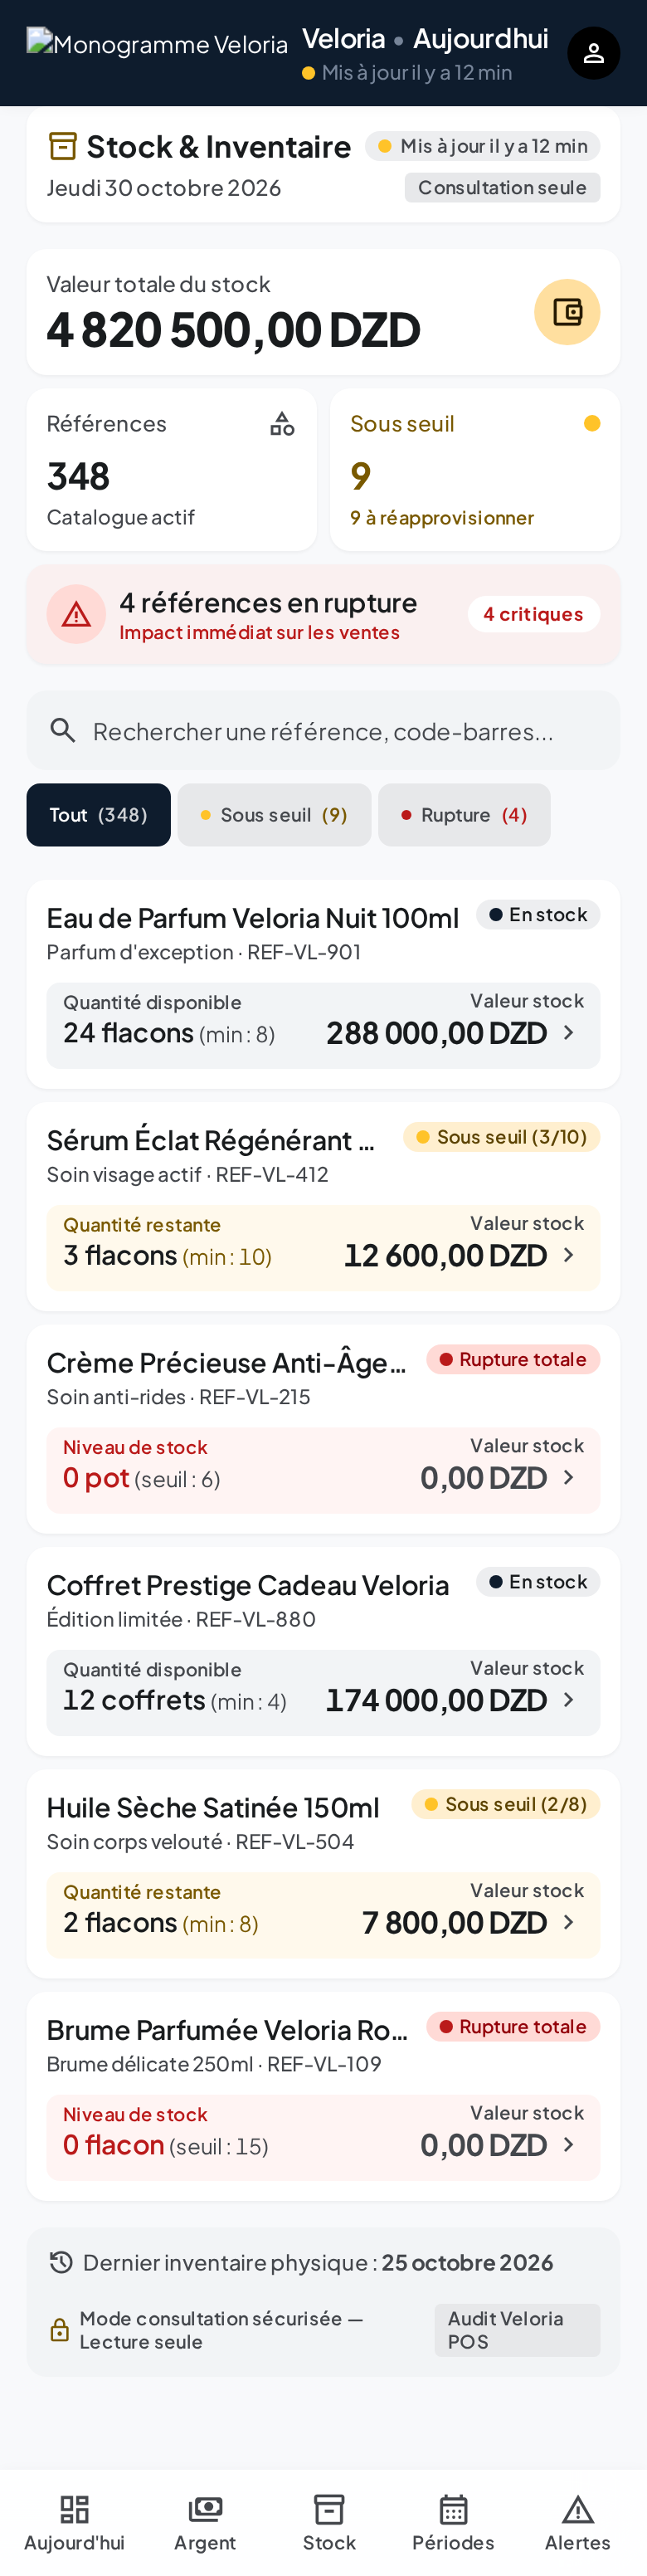 Monogramme Veloria
Veloria • Aujourdhui
Mis à jour il y a 12 min
Stock & Inventaire
Mis à jour il y a 12 min
Jeudi 30 octobre 2026
Consultation seule
Valeur totale du stock
4 820 500,00 DZD
Références
348
Catalogue actif
Sous seuil
9
9 à réapprovisionner
4 références en rupture
Impact immédiat sur les ventes
4 critiques
Rechercher une référence, code-barres...
Tout (348)
Sous seuil (9)
Rupture (4)
Eau de Parfum Veloria Nuit 100ml
En stock
Parfum d'exception · REF-VL-901
Quantité disponible
24 flacons (min : 8)
Valeur stock
288 000,00 DZD
Sérum Éclat Régénérant ...
Sous seuil (3/10)
Soin visage actif · REF-VL-412
Quantité restante
3 flacons (min : 10)
Valeur stock
12 600,00 DZD
Crème Précieuse Anti-Âge...
Rupture totale
Soin anti-rides · REF-VL-215
Niveau de stock
0 pot (seuil : 6)
Valeur stock
0,00 DZD
Coffret Prestige Cadeau Veloria
En stock
Édition limitée · REF-VL-880
Quantité disponible
12 coffrets (min : 4)
Valeur stock
174 000,00 DZD
Huile Sèche Satinée 150ml
Sous seuil (2/8)
Soin corps velouté · REF-VL-504
Quantité restante
2 flacons (min : 8)
Valeur stock
7 800,00 DZD
Brume Parfumée Veloria Ro...
Rupture totale
Brume délicate 250ml · REF-VL-109
Niveau de stock
0 flacon (seuil : 15)
Valeur stock
0,00 DZD
Dernier inventaire physique : 25 octobre 2026
Mode consultation sécurisée —
Lecture seule
Audit Veloria
POS
Aujourd'hui
Argent
Stock
Périodes
Alertes